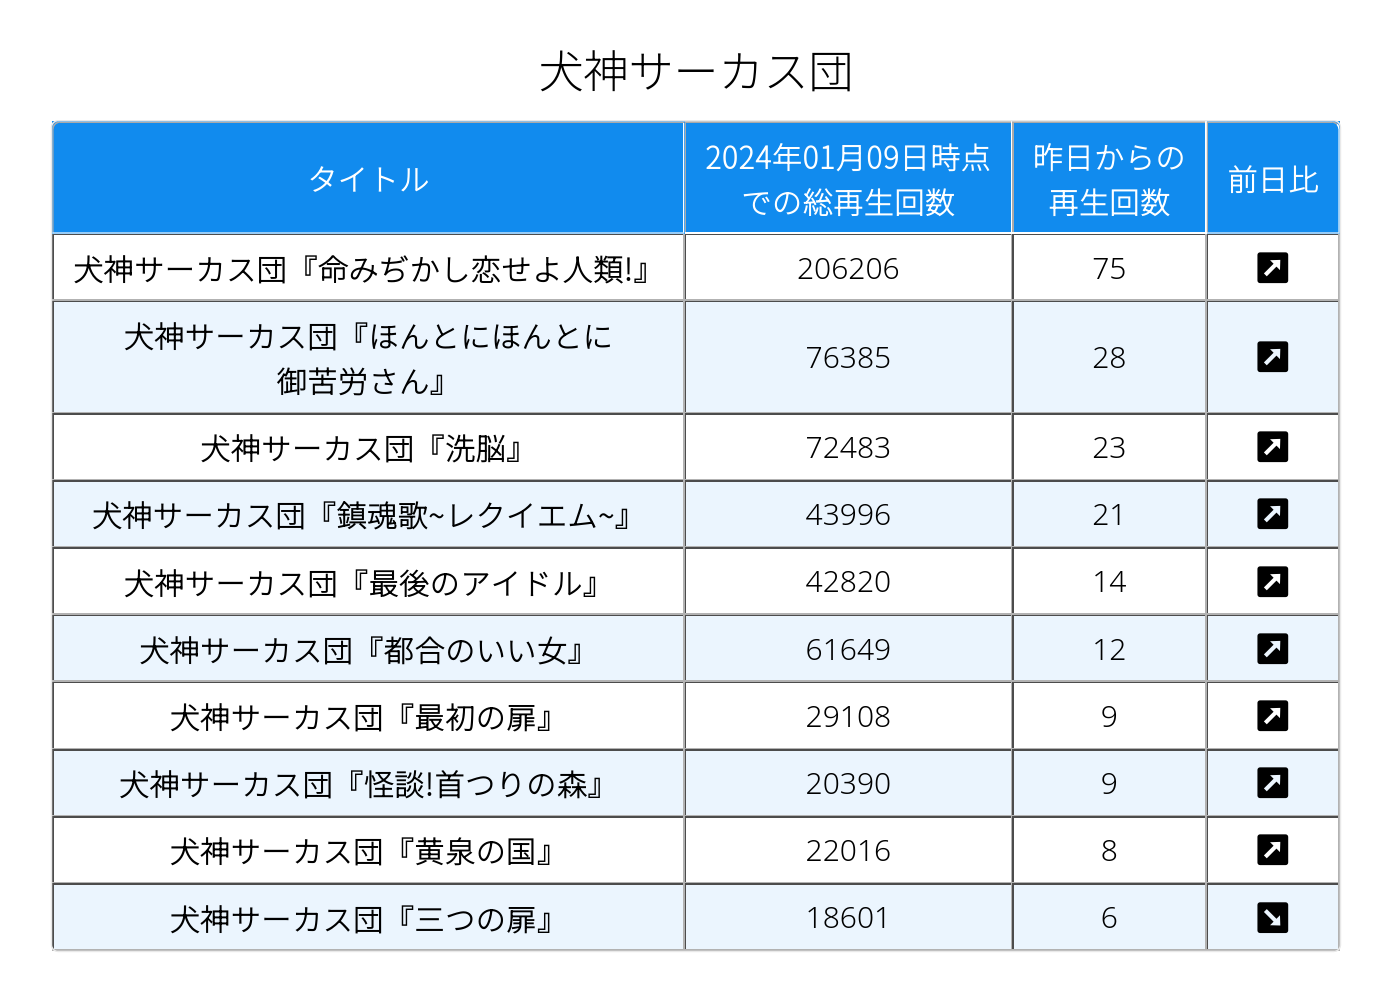 犬神サーカス団
タイトル
2024年01月09日時点
での総再生回数
昨日からの
再生回数
前日比
犬神サーカス団『命みぢかし恋せよ人類!』
206206
75
↗
犬神サーカス団『ほんとにほんとに
御苦労さん』
76385
28
↗
犬神サーカス団『洗脳』
72483
23
↗
犬神サーカス団『鎮魂歌~レクイエム~』
43996
21
↗
犬神サーカス団『最後のアイドル』
42820
14
↗
犬神サーカス団『都合のいい女』
61649
12
↗
犬神サーカス団『最初の扉』
29108
9
↗
犬神サーカス団『怪談!首つりの森』
20390
9
↗
犬神サーカス団『黄泉の国』
22016
8
↗
犬神サーカス団『三つの扉』
18601
6
↘